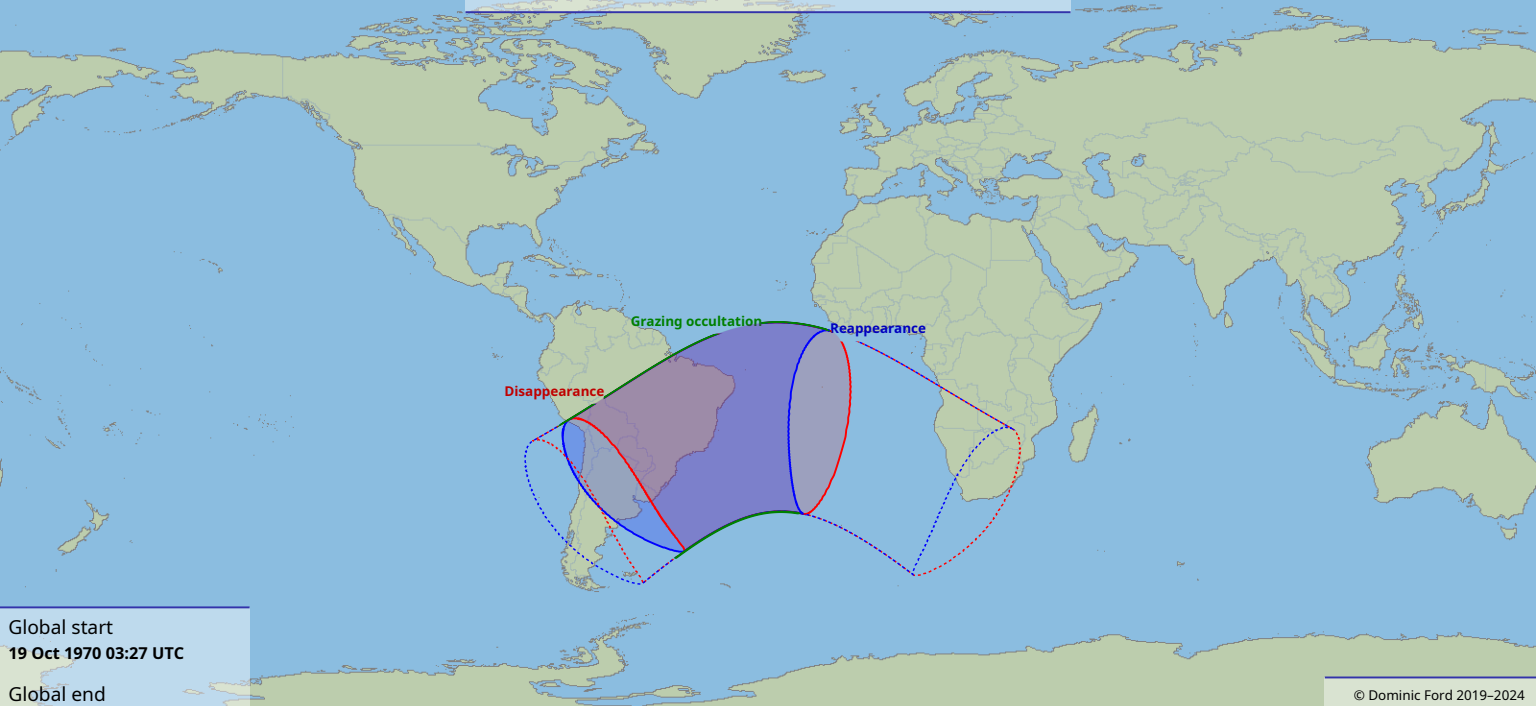 Grazing occultation
Reappearance
Disappearance
Global start
19 Oct 1970 03:27 UTC
Global end
© Dominic Ford 2019–2024